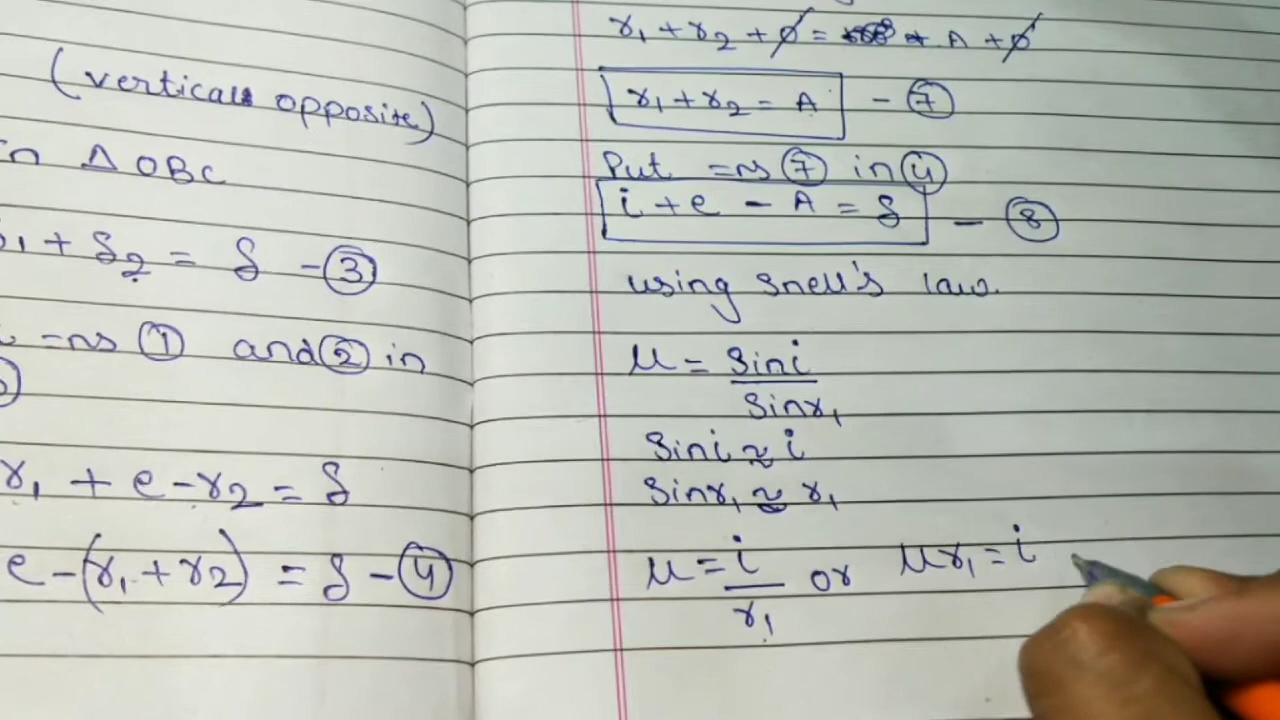 (verticals opposite)
in △OBC
1 + δ2 = δ - ③
=ns ① and ② in
r1 + e - r2 = δ
e - (r1 + r2) = δ - ④
r1 + r2 + ϕ = A + ϕ
r1 + r2 = A - ⑦
Put =ns ⑦ in ④
i + e - A = δ - ⑧
using Snell's law.
μ = Sin i / Sin r1
Sin i ≈ i
Sin r1 ≈ r1
μ = i / r1 or μr1 = i